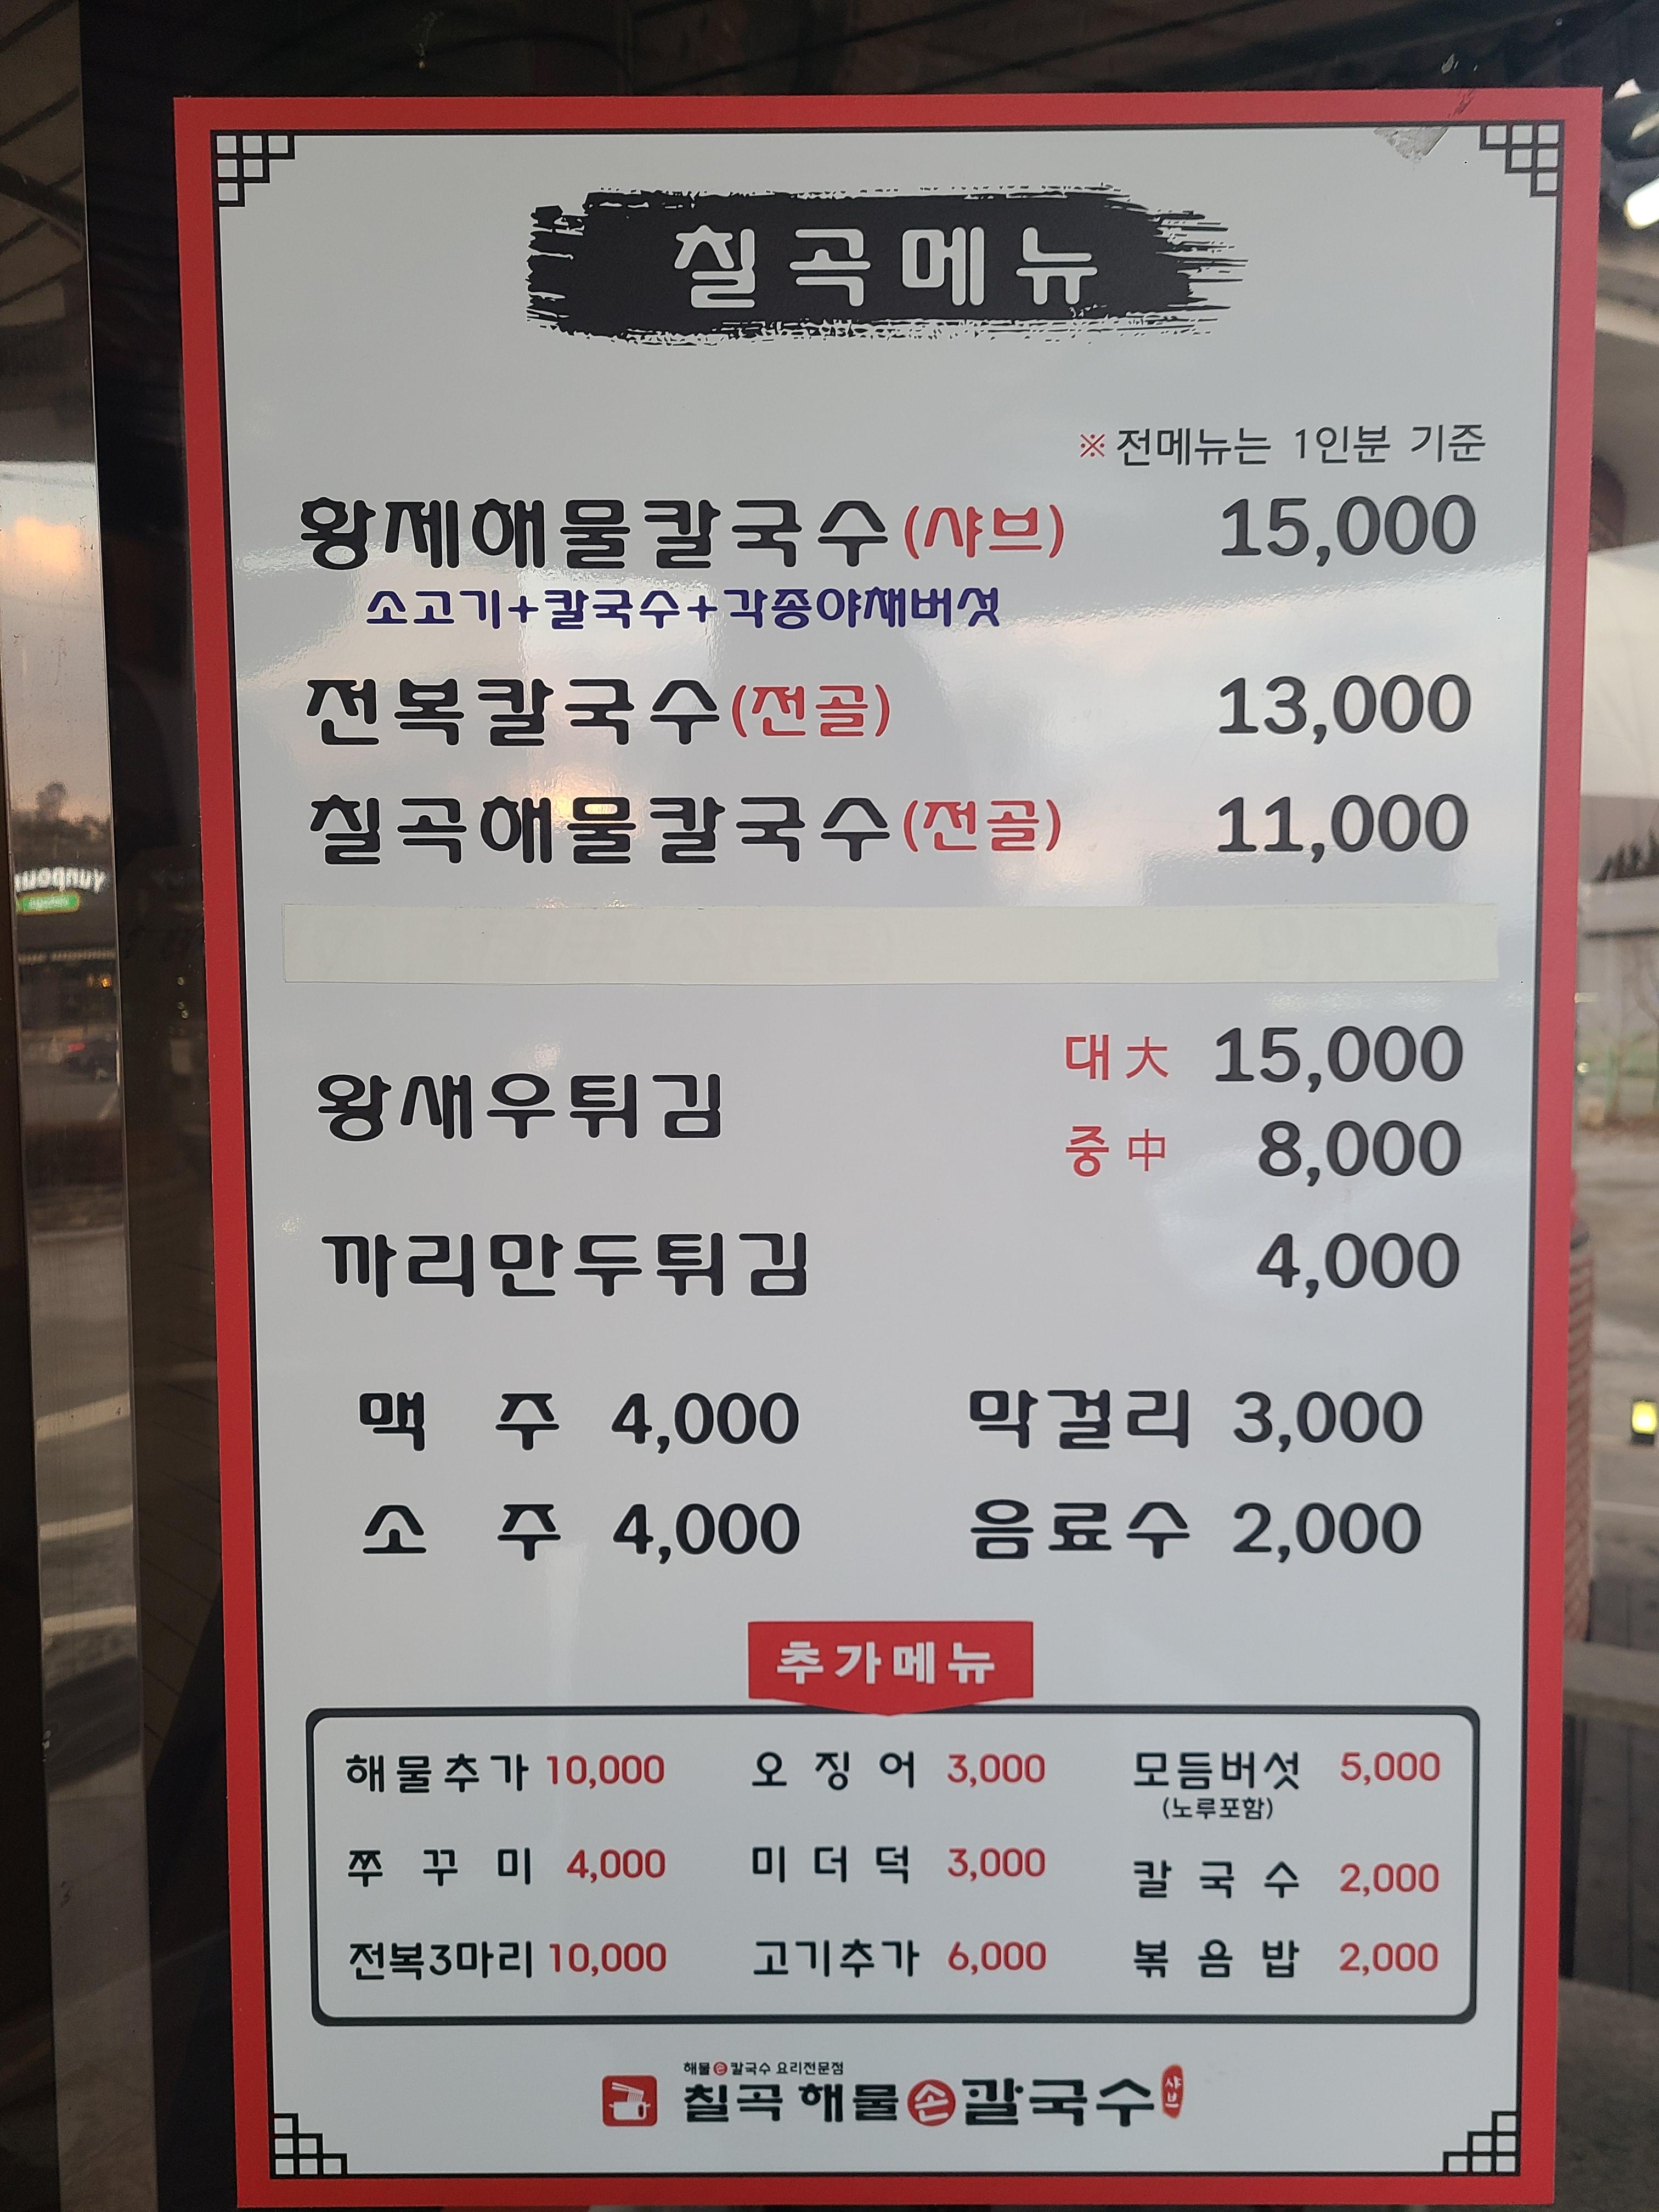 칠곡메뉴
※전메뉴는 1인분 기준
황제해물칼국수(샤브) 15,000
소고기+칼국수+각종야채버섯
전복칼국수(전골) 13,000
칠곡해물칼국수(전골) 11,000
왕새우튀김
대大 15,000
중中 8,000
까리만두튀김 4,000
맥 주 4,000 막걸리 3,000
소 주 4,000 음료수 2,000
추가메뉴
해물추가 10,000 오징어 3,000 모듬버섯 5,000
(노루포함)
쭈꾸미 4,000 미더덕 3,000 칼국수 2,000
전복3마리 10,000 고기추가 6,000 볶음밥 2,000
해물e칼국수 요리전문점
칠곡 해물 손 칼국수 샤브